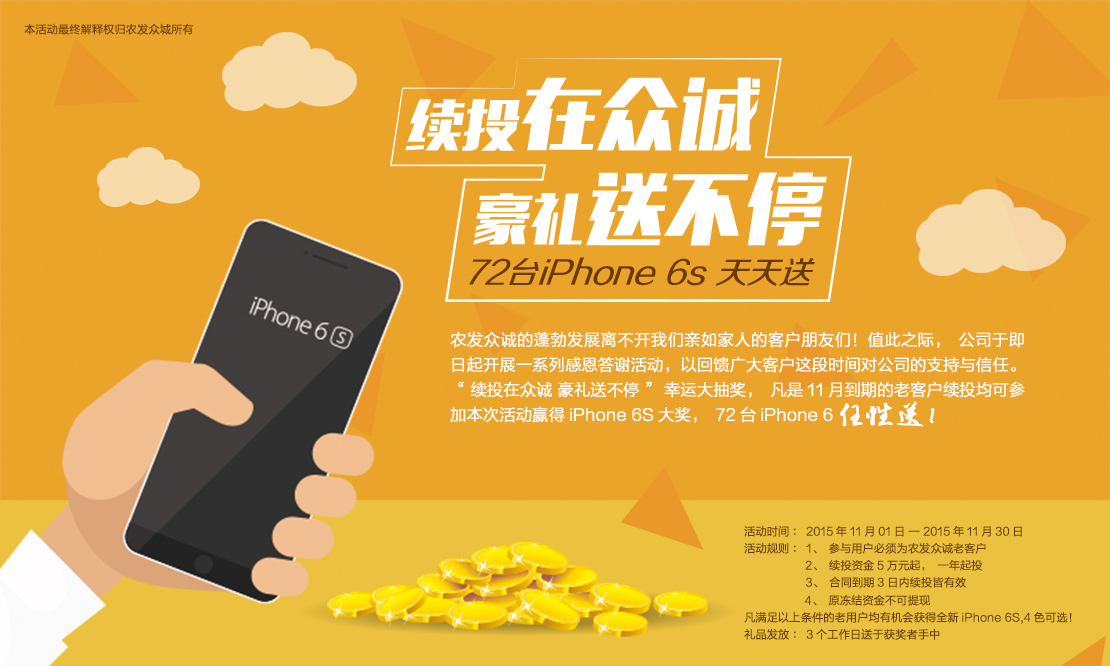 本活动最终解释权归农发众城所有
续投在众诚
豪礼送不停
72台iPhone 6s 天天送
iPhone 6 S
农发众诚的蓬勃发展离不开我们亲如家人的客户朋友们！值此之际， 公司于即
日起开展一系列感恩答谢活动，以回馈广大客户这段时间对公司的支持与信任。
“ 续投在众诚 豪礼送不停 ” 幸运大抽奖， 凡是 11 月到期的老客户续投均可参
加本次活动赢得 iPhone 6S 大奖， 72 台 iPhone 6 任性送！
活动时间： 2015 年 11 月 01 日 — 2015 年 11 月 30 日
活动规则： 1、 参与用户必须为农发众诚老客户
2、 续投资金 5 万元起， 一年起投
3、 合同到期 3 日内续投皆有效
4、 原冻结资金不可提现
凡满足以上条件的老用户均有机会获得全新 iPhone 6S,4 色可选！
礼品发放： 3 个工作日送于获奖者手中